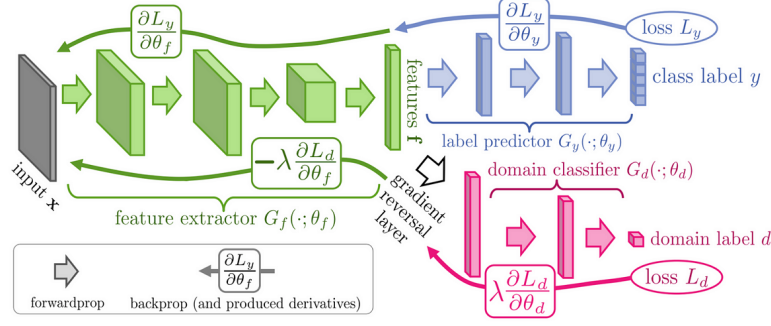 ∂L_y/∂θ_f
∂L_y/∂θ_y
loss L_y
input x
features f
class label y
label predictor G_y(·; θ_y)
−λ ∂L_d/∂θ_f
feature extractor G_f(·; θ_f)
gradient
reversal
layer
domain classifier G_d(·; θ_d)
domain label d
λ ∂L_d/∂θ_d
loss L_d
∂L_y/∂θ_f
forwardprop
backprop (and produced derivatives)